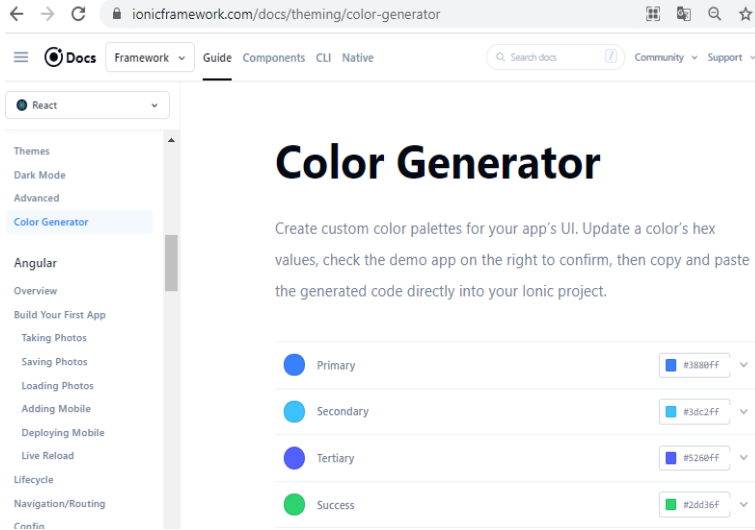 ionicframework.com/docs/theming/color-generator
Docs
Framework
Guide
Components
CLI
Native
Search docs
/
Community
Support
React
Themes
Dark Mode
Advanced
Color Generator
Angular
Overview
Build Your First App
Taking Photos
Saving Photos
Loading Photos
Adding Mobile
Deploying Mobile
Live Reload
Lifecycle
Navigation/Routing
Config
Color Generator
Create custom color palettes for your app's UI. Update a color's hex
values, check the demo app on the right to confirm, then copy and paste
the generated code directly into your Ionic project.
Primary
#3880ff
Secondary
#3dc2ff
Tertiary
#5260ff
Success
#2dd36f